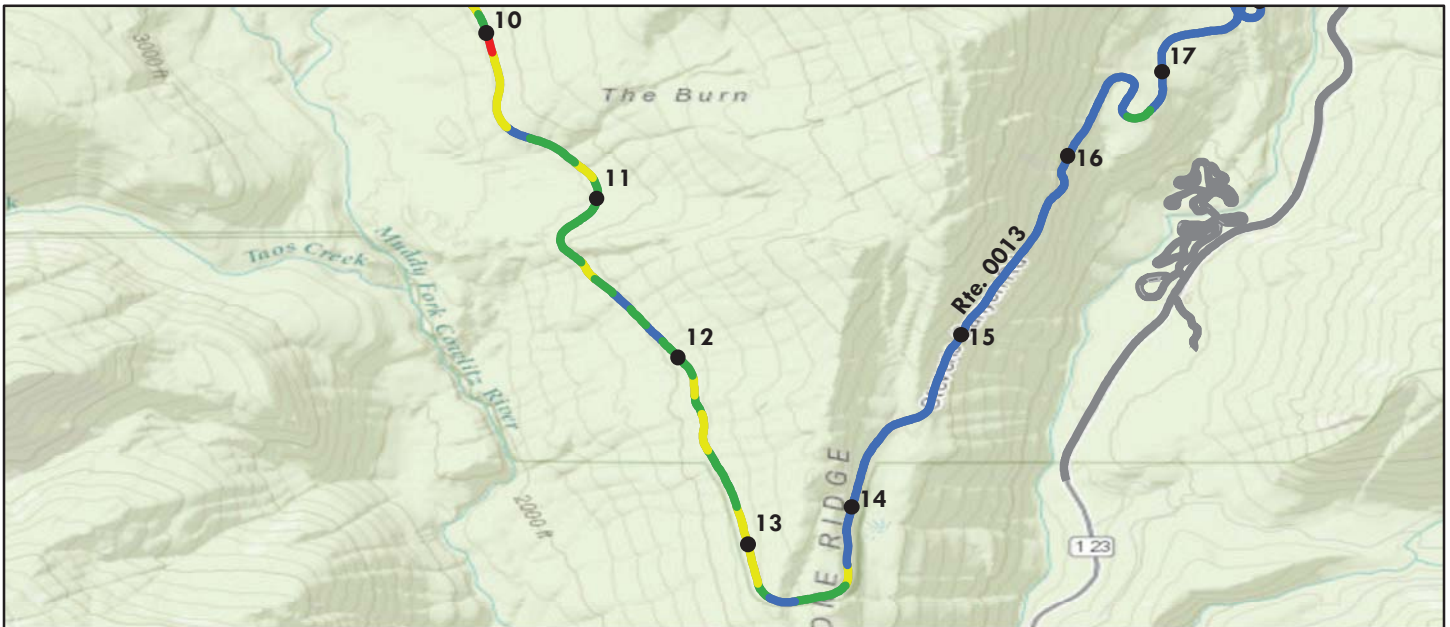 10
3000 ft
17
The Burn
16
11
Taos Creek
Muddy Fork Cowlitz River
Rte. 0013
15
12
RIDGE
14
2000 ft
13
123